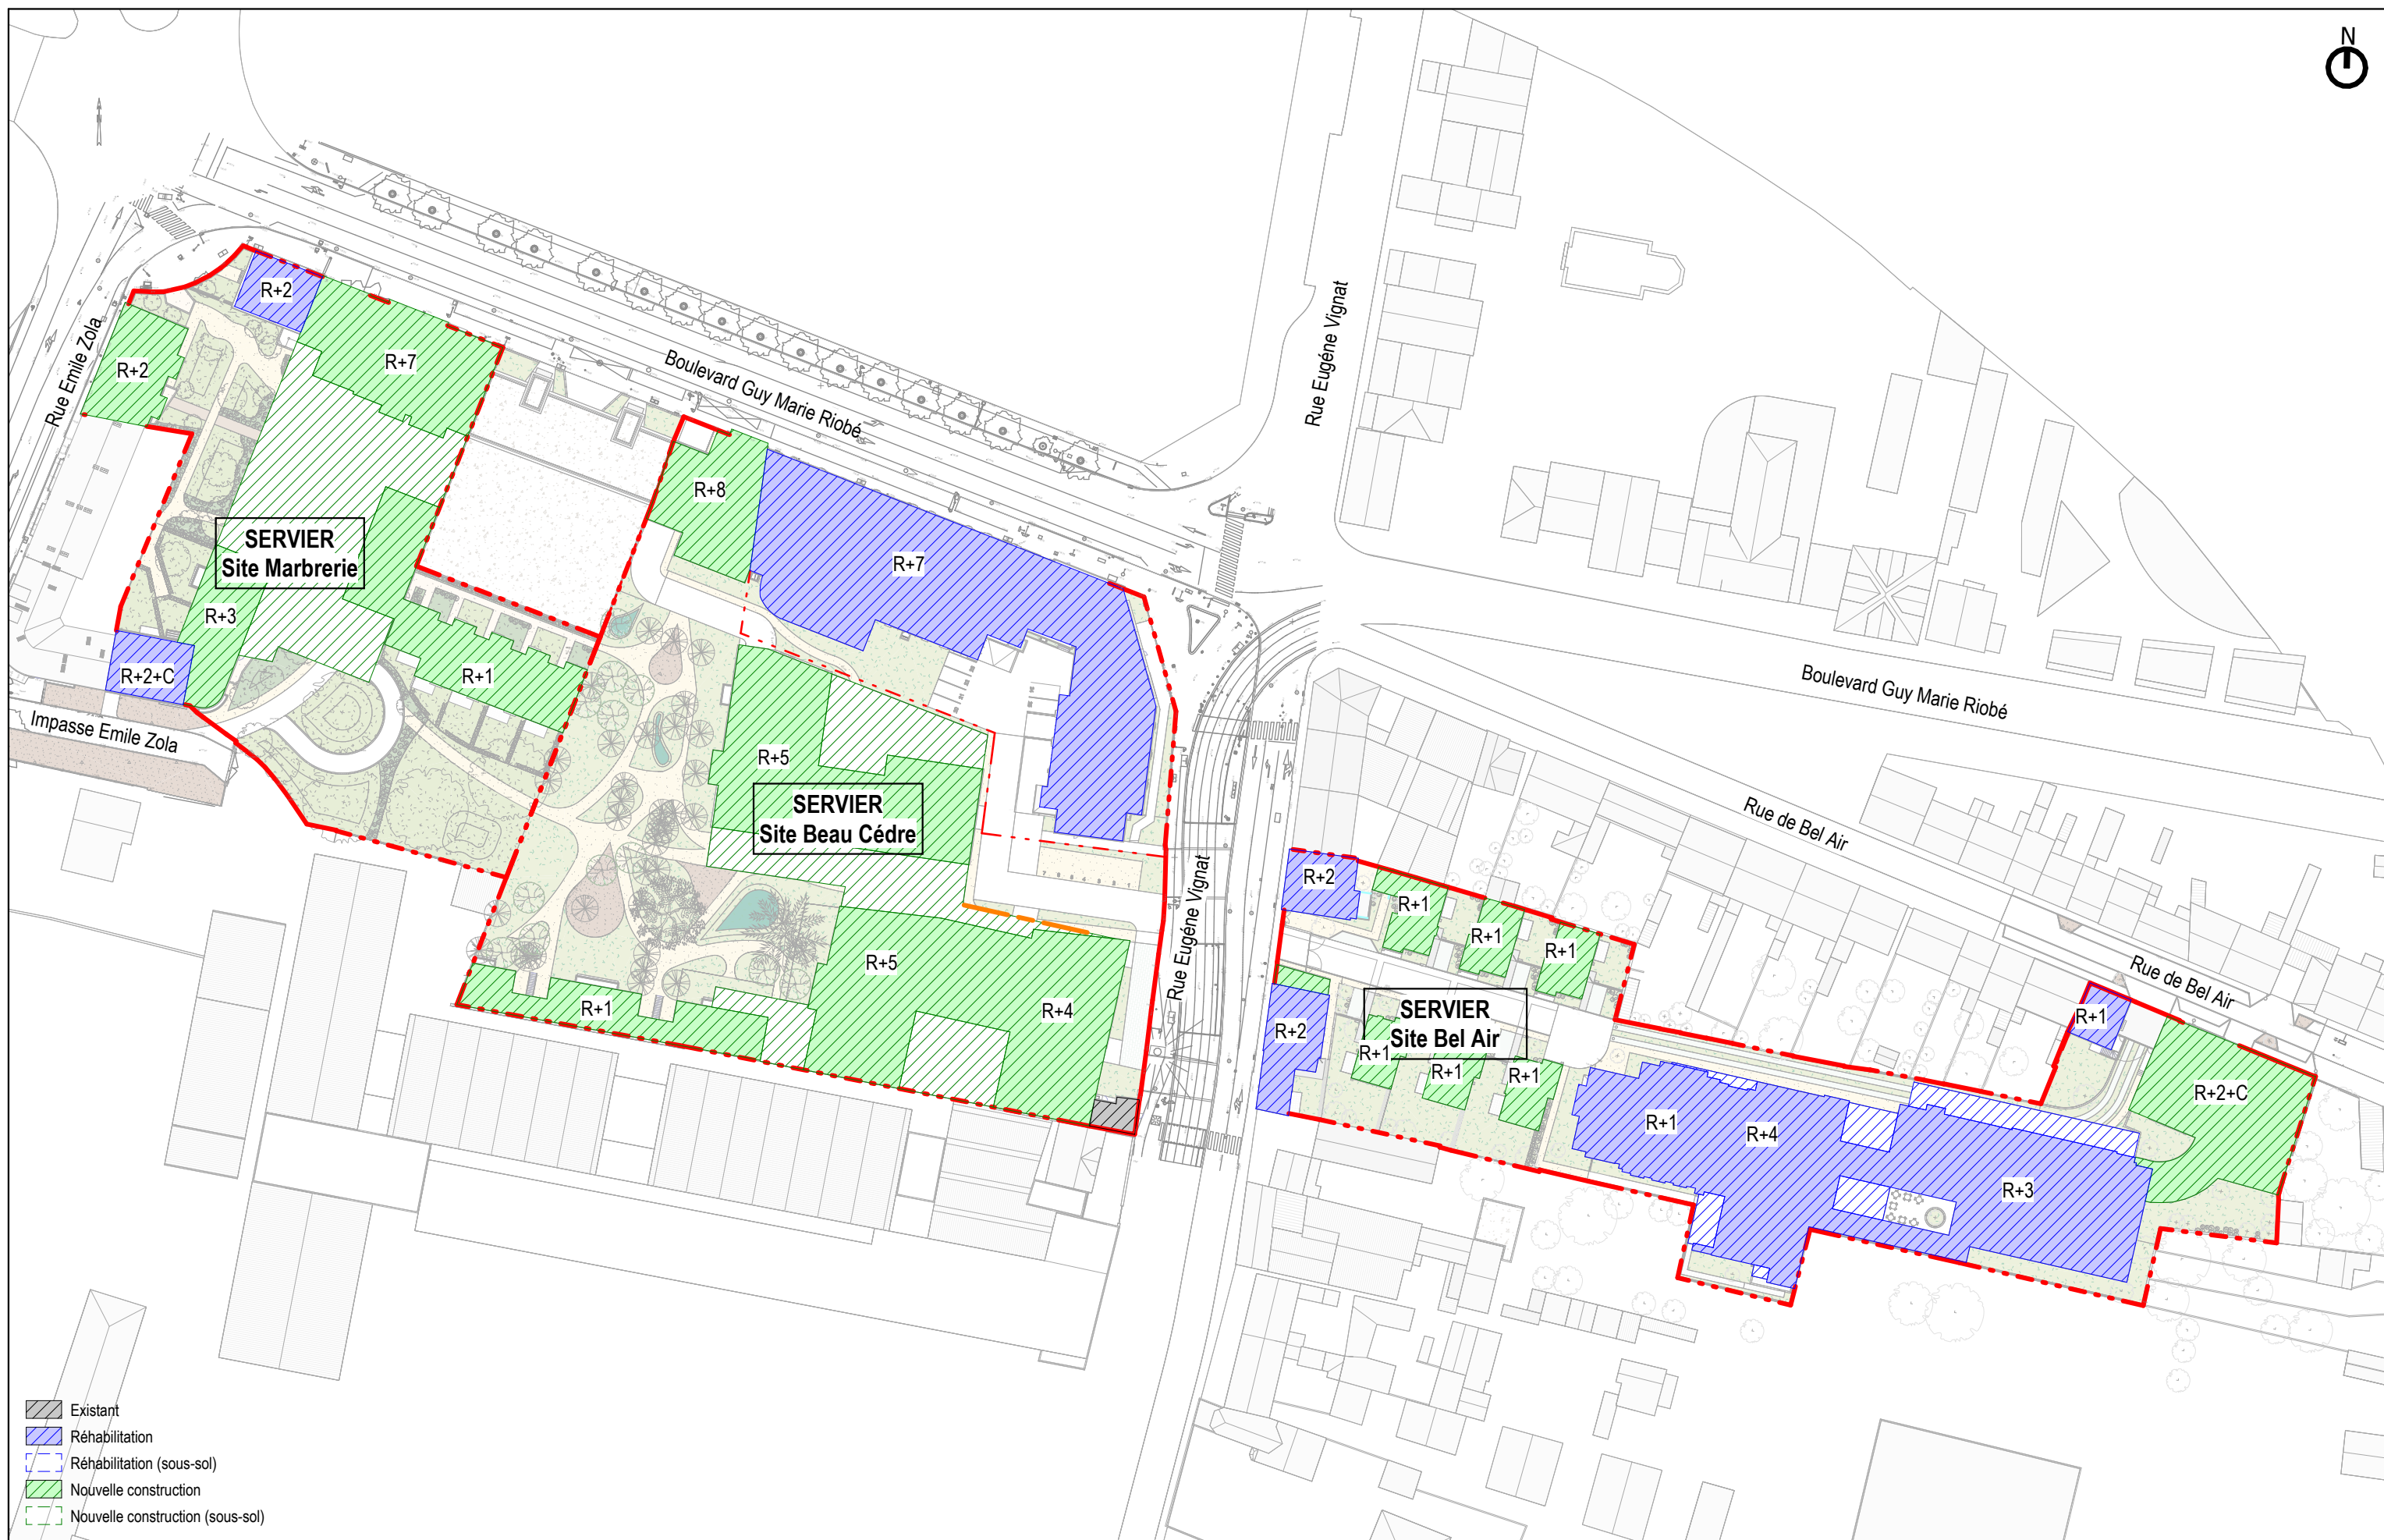 N
R+2
R+7
R+2
Rue Emile Zola
Boulevard Guy Marie Riobé
Rue Eugéne Vignat
R+8
R+7
SERVIER
Site Marbrerie
R+3
R+2+C
R+1
Impasse Emile Zola
Boulevard Guy Marie Riobé
R+5
SERVIER
Site Beau Cédre
Rue de Bel Air
Rue Eugéne Vignat
R+2
R+1
R+1
R+1
R+5
R+4
R+1
Rue de Bel Air
SERVIER
Site Bel Air
R+2
R+1
R+1
R+1
R+1
R+2+C
R+1
R+4
R+3
Existant
Réhabilitation
Réhabilitation (sous-sol)
Nouvelle construction
Nouvelle construction (sous-sol)